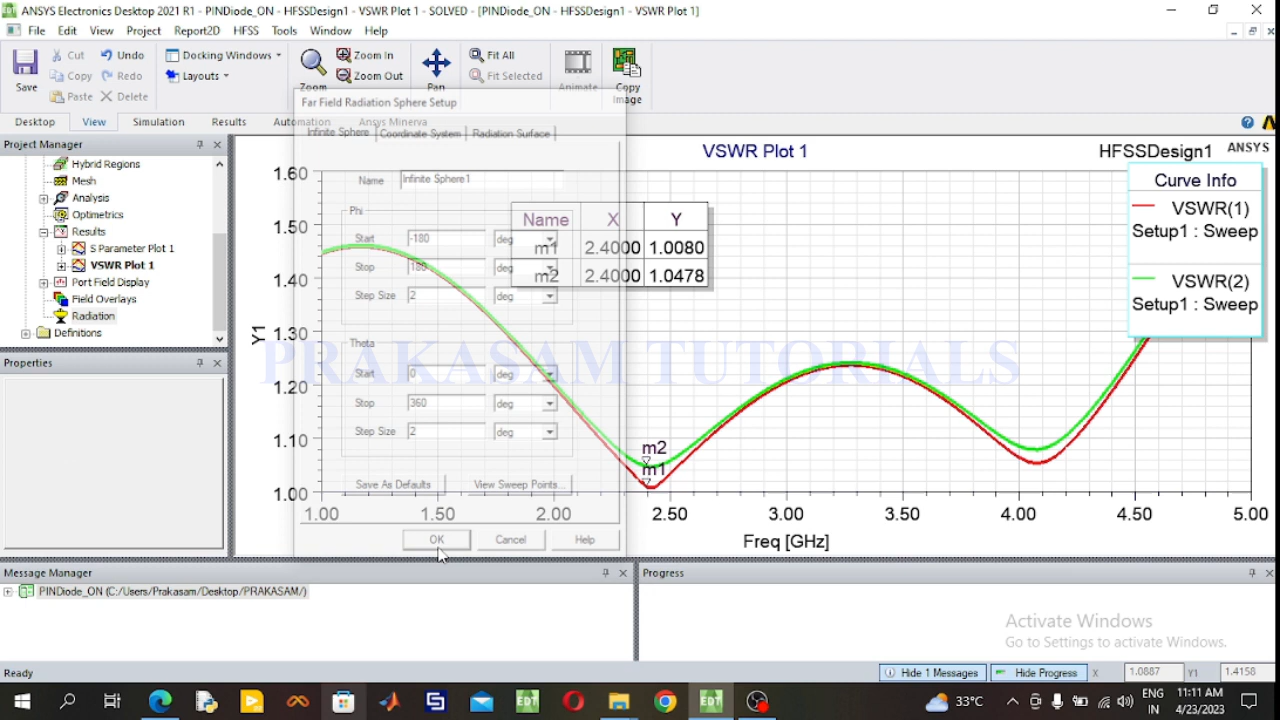 ANSYS Electronics Desktop 2021 R1 - PINDiode_ON - HFSSDesign1 - VSWR Plot 1 - SOLVED - [PINDiode_ON - HFSSDesign1 - VSWR Plot 1]
File Edit View Project Report2D HFSS Tools Window Help
Save
Cut Undo
Copy Redo
Paste Delete
Docking Windows
Layouts
Zoom
Zoom In
Zoom Out
Pan
Fit All
Fit Selected
Animate
Copy
Image
Desktop View Simulation Results Automation Ansys Minerva
Project Manager
Hybrid Regions
Mesh
Analysis
Optimetrics
Results
S Parameter Plot 1
VSWR Plot 1
Port Field Display
Field Overlays
Radiation
Definitions
Properties
Far Field Radiation Sphere Setup
Infinite Sphere Coordinate System Radiation Surface
Name Infinite Sphere1
Phi
Start -180 deg
Stop 180 deg
Step Size 2 deg
Theta
Start 0 deg
Stop 360 deg
Step Size 2 deg
Save As Defaults View Sweep Points...
OK Cancel Help
VSWR Plot 1
HFSSDesign1 ANSYS
Curve Info
VSWR(1)
Setup1 : Sweep
VSWR(2)
Setup1 : Sweep
Name X Y
m1 2.4000 1.0080
m2 2.4000 1.0478
1.60
1.50
1.40
1.30
1.20
1.10
1.00
Y1
m2
m1
PRAKASAM TUTORIALS
1.00 1.50 2.00 2.50 3.00 3.50 4.00 4.50 5.00
Freq [GHz]
Message Manager
PINDiode_ON (C:/Users/Prakasam/Desktop/PRAKASAM/)
Progress
Activate Windows
Go to Settings to activate Windows.
Ready
Hide 1 Messages Hide Progress X 1.0887 Y1 1.4158
33°C
ENG
IN
11:11 AM
4/23/2023